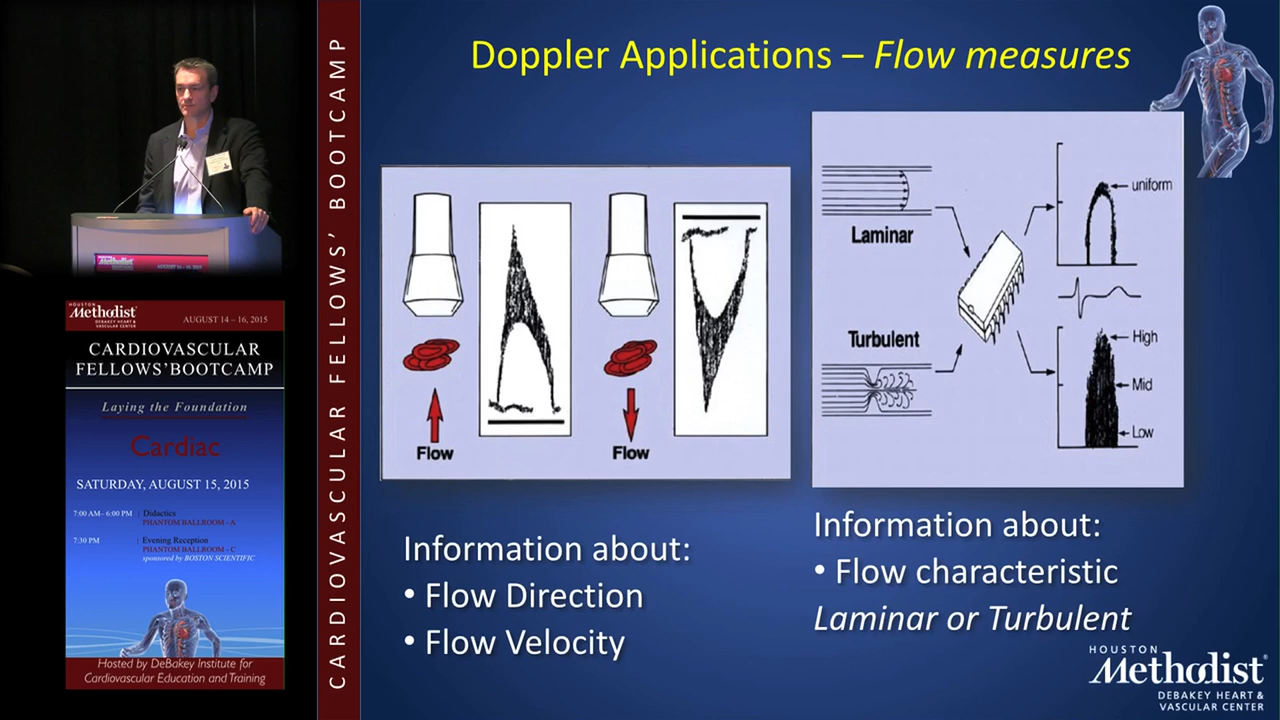 Doppler Applications – Flow measures
CARDIOVASCULAR FELLOWS' BOOTCAMP
HOUSTON
Methodist
DEBAKEY HEART &
VASCULAR CENTER
AUGUST 14 – 16, 2015
CARDIOVASCULAR
FELLOWS'BOOTCAMP
Laying the Foundation
Cardiac
SATURDAY, AUGUST 15, 2015
7:00 AM– 6:00 PM | Didactics
PHANTOM BALLROOM - A
7:30 PM | Evening Reception
PHANTOM BALLROOM - C
sponsored by BOSTON SCIENTIFIC
Hosted by DeBakey Institute for
Cardiovascular Education and Training
Flow
Flow
Information about:
• Flow Direction
• Flow Velocity
Laminar
Turbulent
uniform
High
Mid
Low
Information about:
• Flow characteristic
Laminar or Turbulent
HOUSTON
Methodist
DEBAKEY HEART &
VASCULAR CENTER